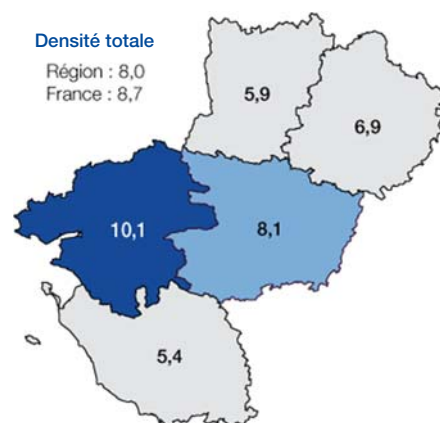 Densité totale
Région : 8,0
France : 8,7
5,9
6,9
10,1
8,1
5,4